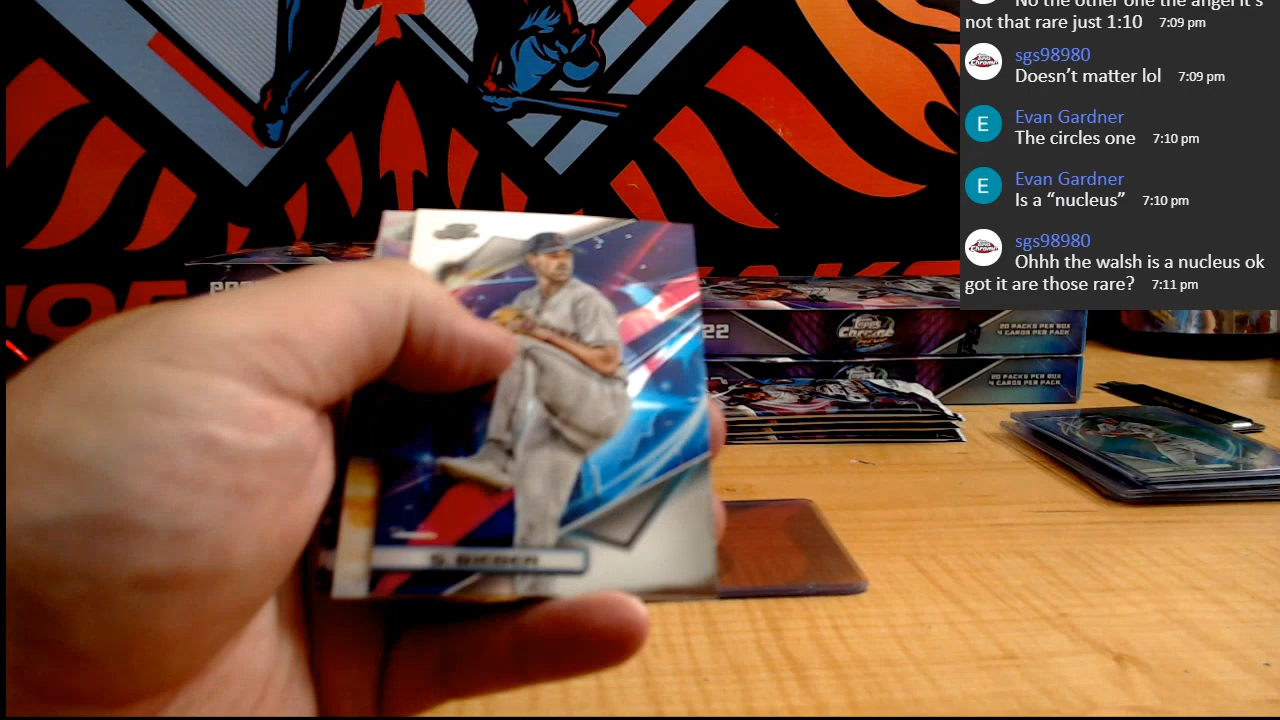 No the other one the angel it's
not that rare just 1:10 7:09 pm
sgs98980
Doesn't matter lol 7:09 pm
E Evan Gardner
The circles one 7:10 pm
E Evan Gardner
Is a “nucleus” 7:10 pm
sgs98980
Ohhh the walsh is a nucleus ok
got it are those rare? 7:11 pm
22 TOPPS Chrome 20 PACKS PER BOX
4 CARDS PER PACK
20 PACKS PER BOX
4 CARDS PER PACK
S. BIEBER